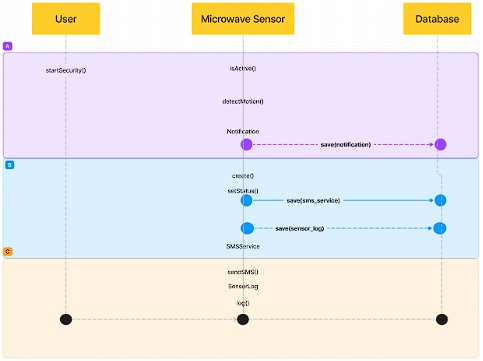 User
Microwave Sensor
Database
A
startSecurity()
isActive()
detectMotion()
Notification
save(notification)
B
create()
setStatus()
save(sms_service)
save(sensor_log)
SMSService
C
sendSMS()
SensorLog
log()